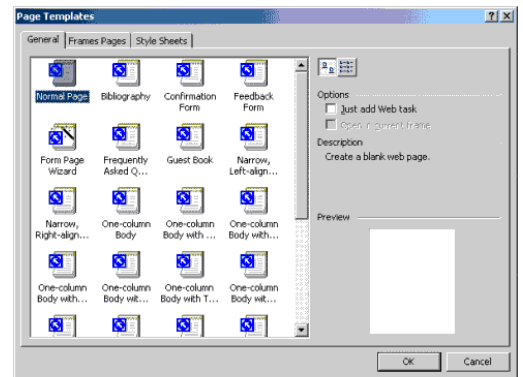 Page Templates
General
Frames Pages
Style Sheets
Normal Page
Bibliography
Confirmation
Form
Feedback
Form
Form Page
Wizard
Frequently
Asked Q...
Guest Book
Narrow,
Left-align...
Narrow,
Right-align...
One-column
Body
One-column
Body with ...
One-column
Body with...
One-column
Body with...
One-column
Body wit...
One-column
Body with T...
One-column
Body wit...
Options
Just add Web task
Open in current frame
Description
Create a blank web page.
Preview
OK
Cancel